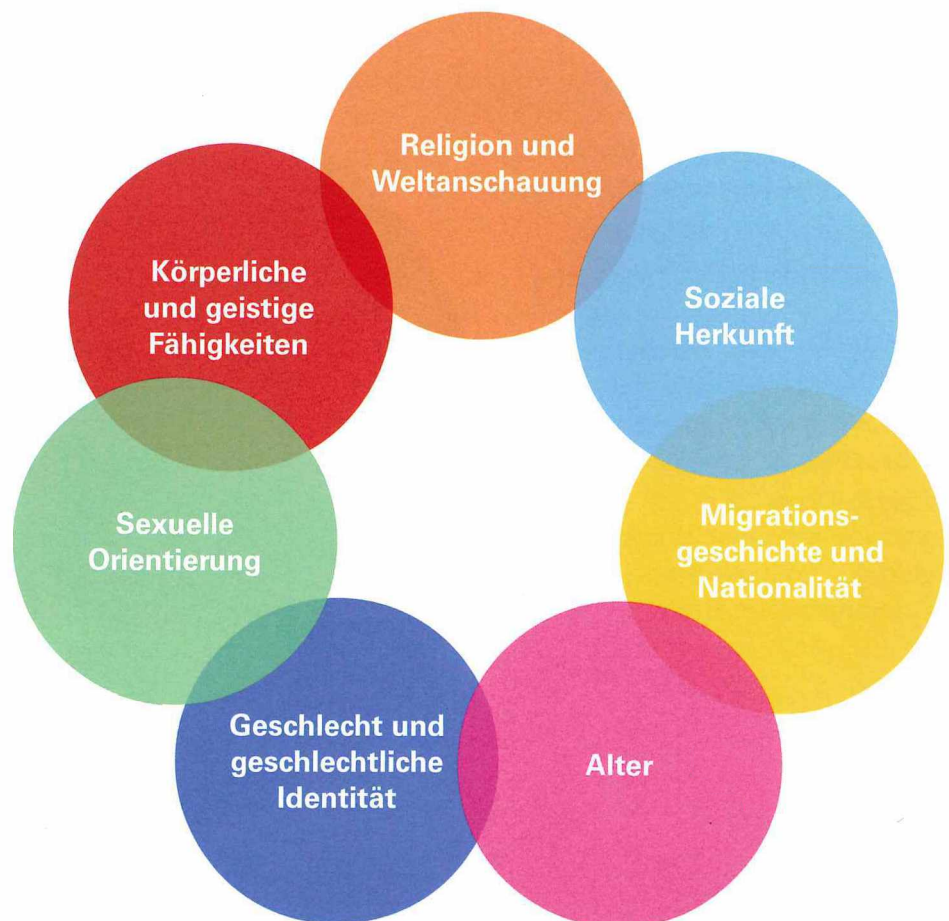 Religion und
Weltanschauung
Soziale
Herkunft
Migrations-
geschichte und
Nationalität
Alter
Geschlecht und
geschlechtliche
Identität
Sexuelle
Orientierung
Körperliche
und geistige
Fähigkeiten